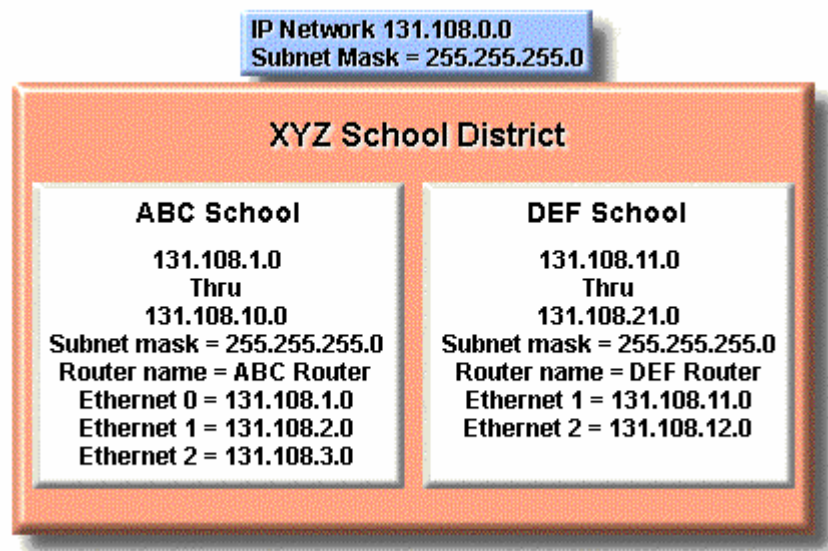 IP Network 131.108.0.0
Subnet Mask = 255.255.255.0
XYZ School District
ABC School
131.108.1.0
Thru
131.108.10.0
Subnet mask = 255.255.255.0
Router name = ABC Router
Ethernet 0 = 131.108.1.0
Ethernet 1 = 131.108.2.0
Ethernet 2 = 131.108.3.0
DEF School
131.108.11.0
Thru
131.108.21.0
Subnet mask = 255.255.255.0
Router name = DEF Router
Ethernet 1 = 131.108.11.0
Ethernet 2 = 131.108.12.0